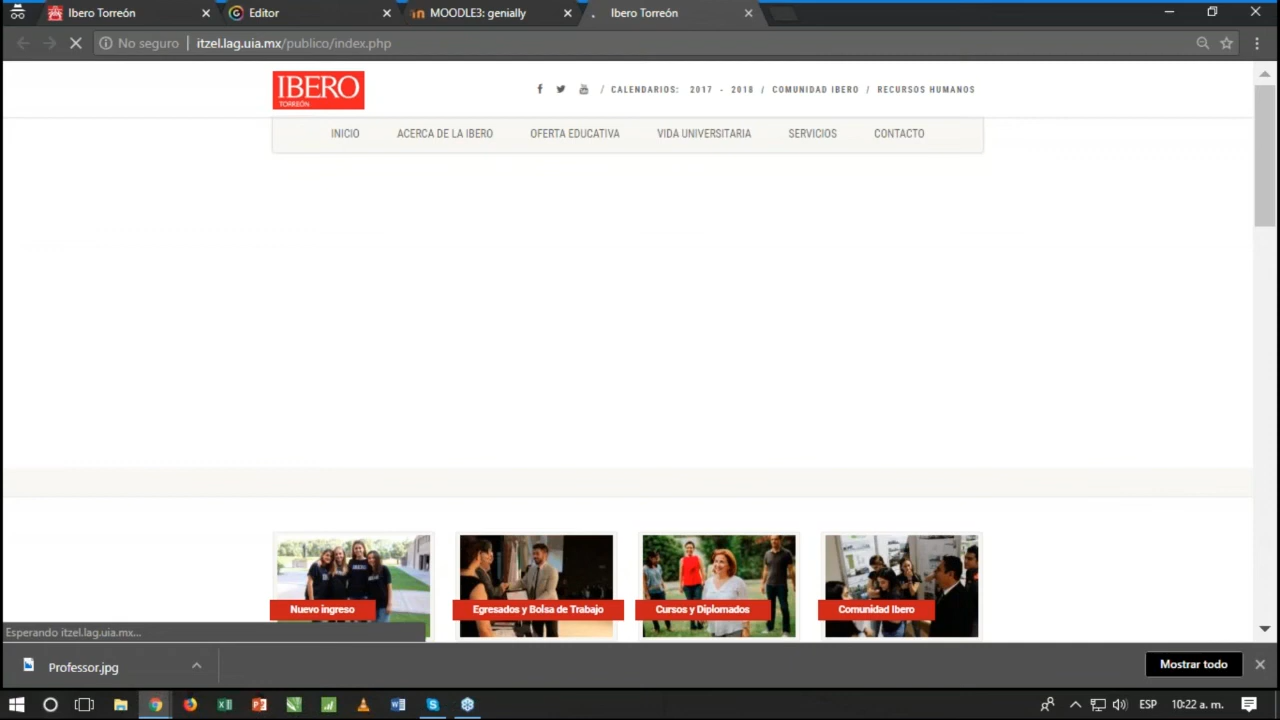 Ibero Torreón
Editor
MOODLE3: genially
Ibero Torreón
No seguro
itzel.lag.uia.mx/publico/index.php
IBERO
TORREÓN
/ CALENDARIOS: 2017 - 2018 / COMUNIDAD IBERO / RECURSOS HUMANOS
INICIO ACERCA DE LA IBERO OFERTA EDUCATIVA VIDA UNIVERSITARIA SERVICIOS CONTACTO
Nuevo ingreso
Egresados y Bolsa de Trabajo
Cursos y Diplomados
Comunidad Ibero
Esperando itzel.lag.uia.mx...
Professor.jpg
Mostrar todo
ESP
10:22 a. m.